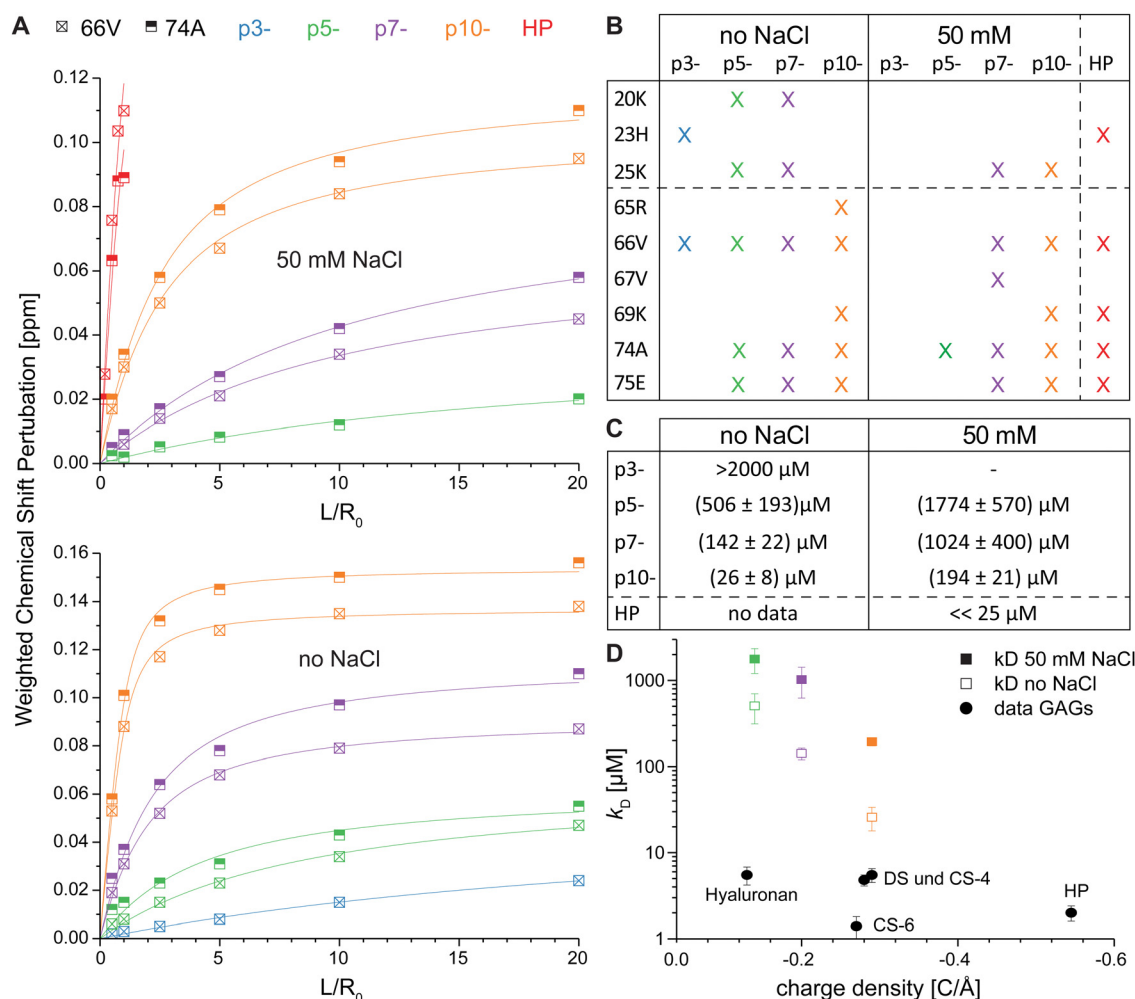 A 66V 74A p3- p5- p7- p10- HP
0.12
0.10
0.08
0.06
0.04
0.02
0.00
50 mM NaCl
0 5 10 15 20
L/R0
0.16
0.14
0.12
0.10
0.08
0.06
0.04
0.02
0.00
no NaCl
0 5 10 15 20
L/R0
Weighted Chemical Shift Pertubation [ppm]
B no NaCl 50 mM
p3- p5- p7- p10- p3- p5- p7- p10- HP
20K X X
23H X X
25K X X X X
65R X
66V X X X X X X X
67V X
69K X X X
74A X X X X X X X
75E X X X X X X
C no NaCl 50 mM
p3- >2000 µM -
p5- (506 ± 193)µM (1774 ± 570) µM
p7- (142 ± 22) µM (1024 ± 400) µM
p10- (26 ± 8) µM (194 ± 21) µM
HP no data << 25 µM
D
kD 50 mM NaCl
kD no NaCl
data GAGs
1000
100
10
1
kD [µM]
Hyaluronan
DS und CS-4
CS-6
HP
0.0 -0.2 -0.4 -0.6
charge density [C/Å]